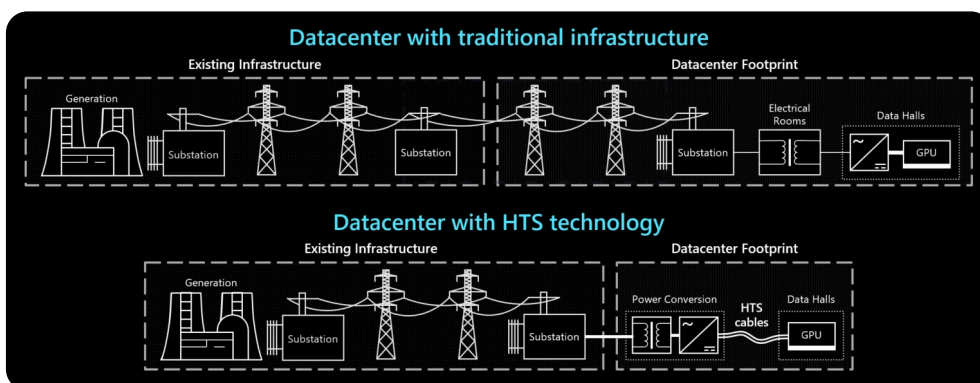 Datacenter with traditional infrastructure
Existing Infrastructure
Datacenter Footprint
Generation
Substation
Substation
Substation
Electrical
Rooms
Data Halls
GPU
Datacenter with HTS technology
Existing Infrastructure
Datacenter Footprint
Generation
Substation
Substation
Power Conversion
HTS
cables
Data Halls
GPU